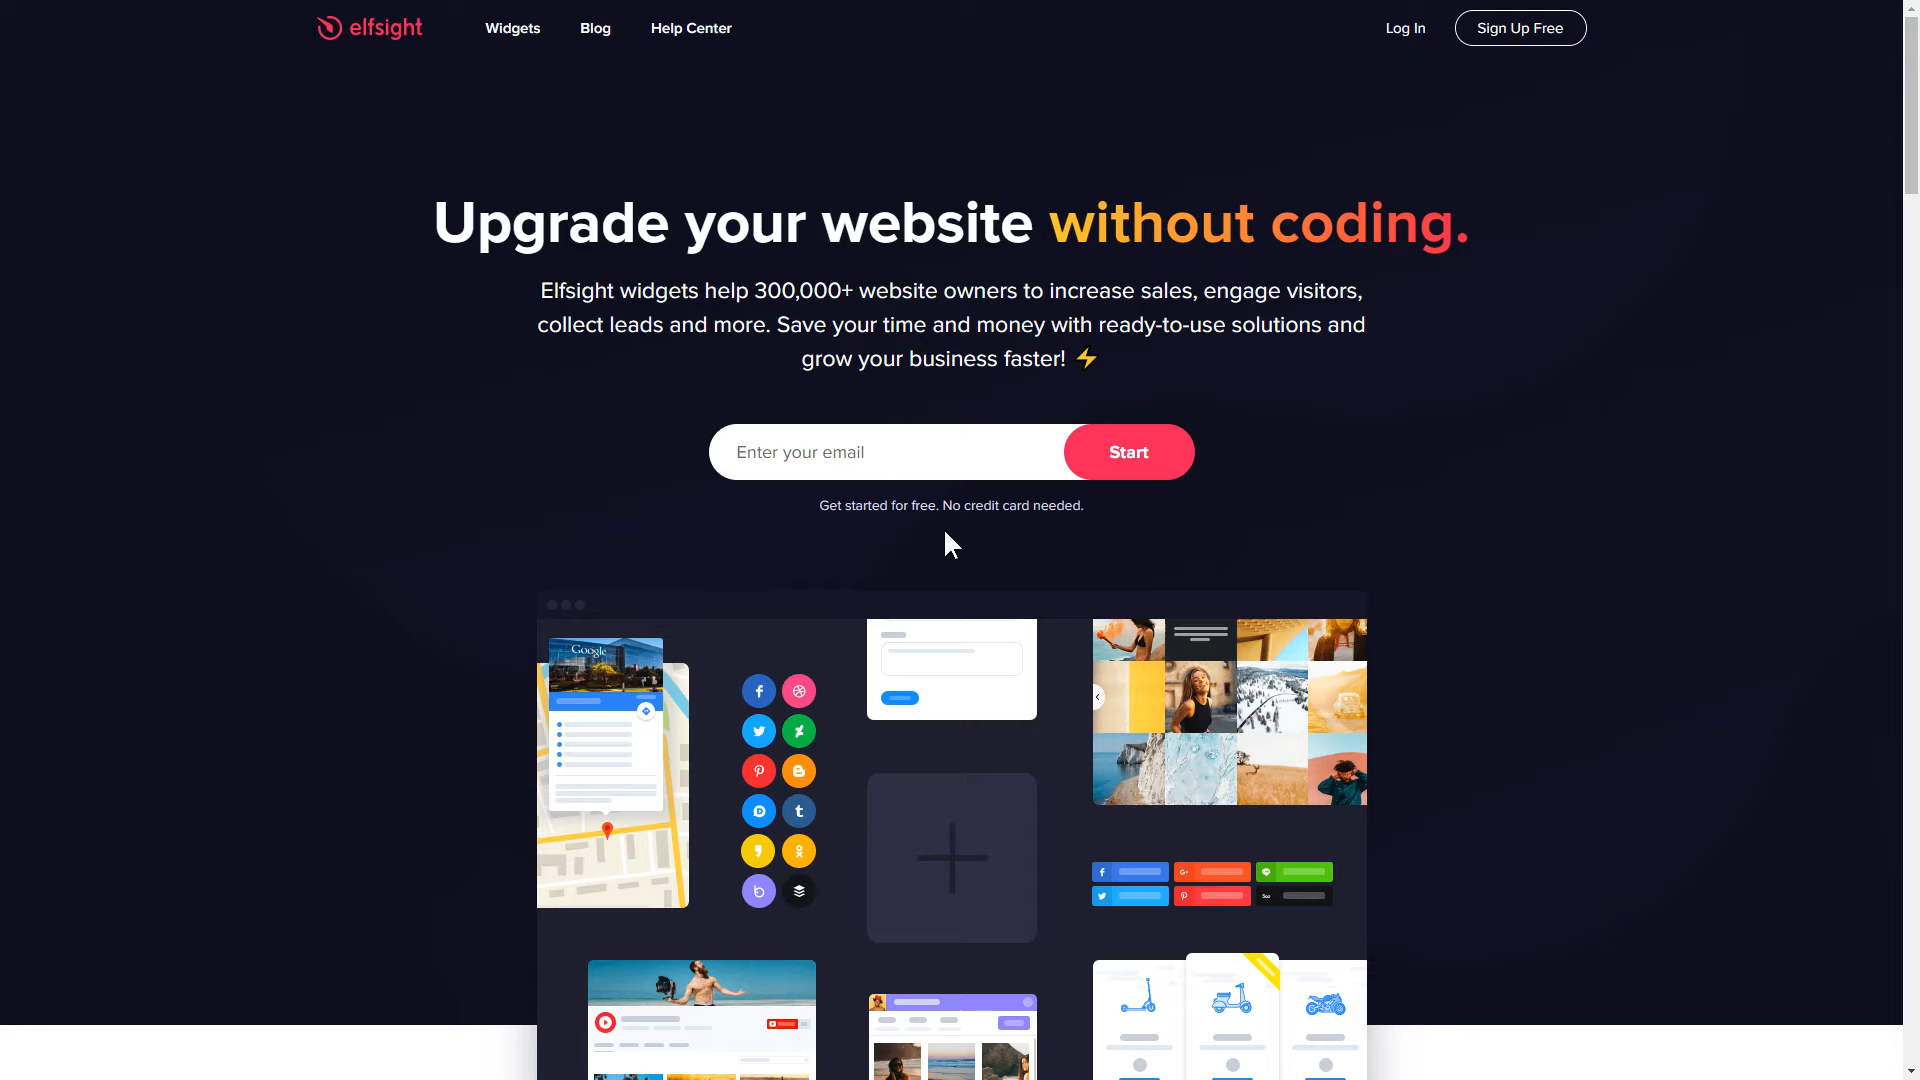 elfsight
Widgets
Blog
Help Center
Log In
Sign Up Free
Upgrade your website without coding.
Elfsight widgets help 300,000+ website owners to increase sales, engage visitors,
collect leads and more. Save your time and money with ready-to-use solutions and
grow your business faster! ⚡
Enter your email
Start
Get started for free. No credit card needed.
Google